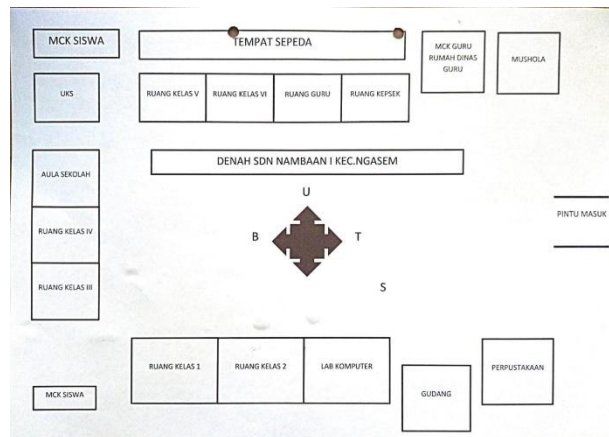 MCK SISWA
TEMPAT SEPEDA
MCK GURU
RUMAH DINAS
GURU
MUSHOLA
UKS
RUANG KELAS V
RUANG KELAS VI
RUANG GURU
RUANG KEPSEK
DENAH SDN NAMBAAN I KEC.NGASEM
AULA SEKOLAH
U
PINTU MASUK
RUANG KELAS IV
B
T
RUANG KELAS III
S
RUANG KELAS 1
RUANG KELAS 2
LAB KOMPUTER
PERPUSTAKAAN
MCK SISWA
GUDANG